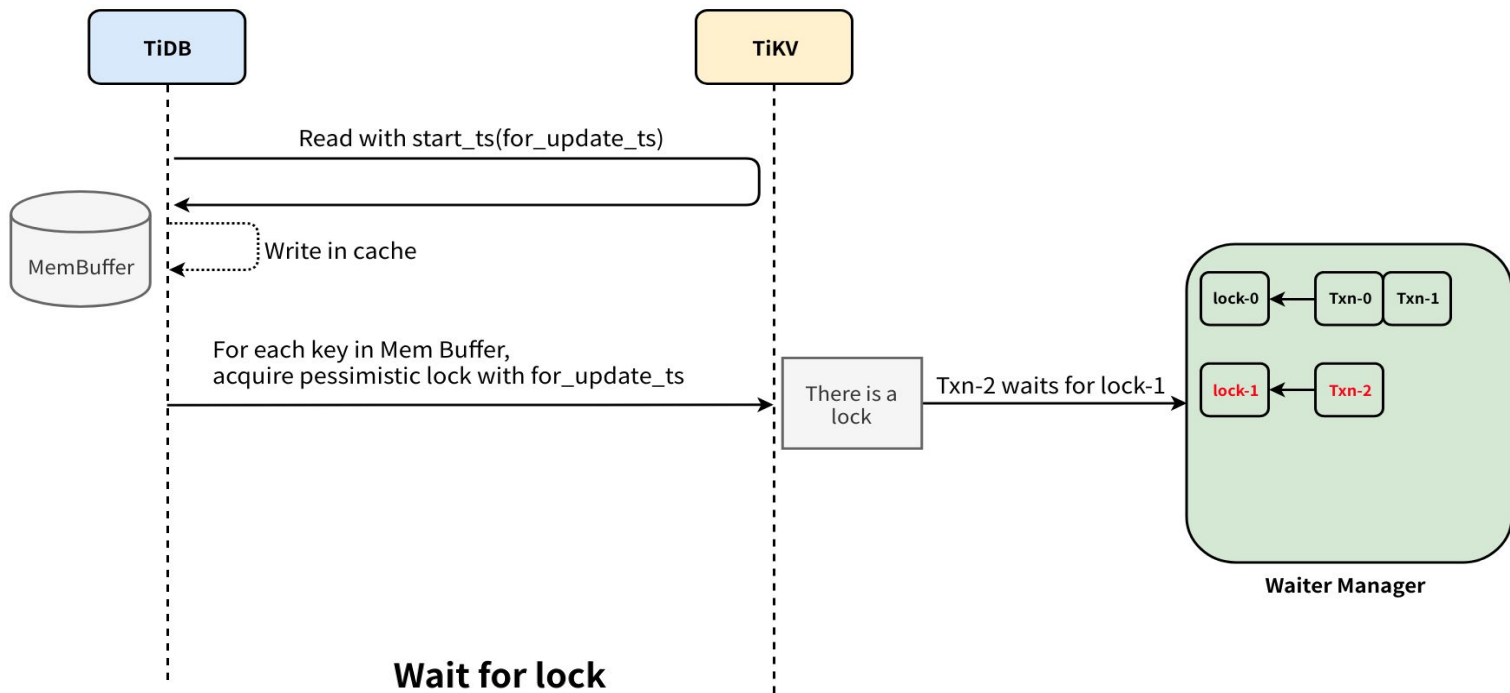 TiDB
TiKV
Read with start_ts(for_update_ts)
MemBuffer
Write in cache
lock-0
Txn-0
Txn-1
For each key in Mem Buffer,
acquire pessimistic lock with for_update_ts
There is a
lock
Txn-2 waits for lock-1
lock-1
Txn-2
Waiter Manager
Wait for lock